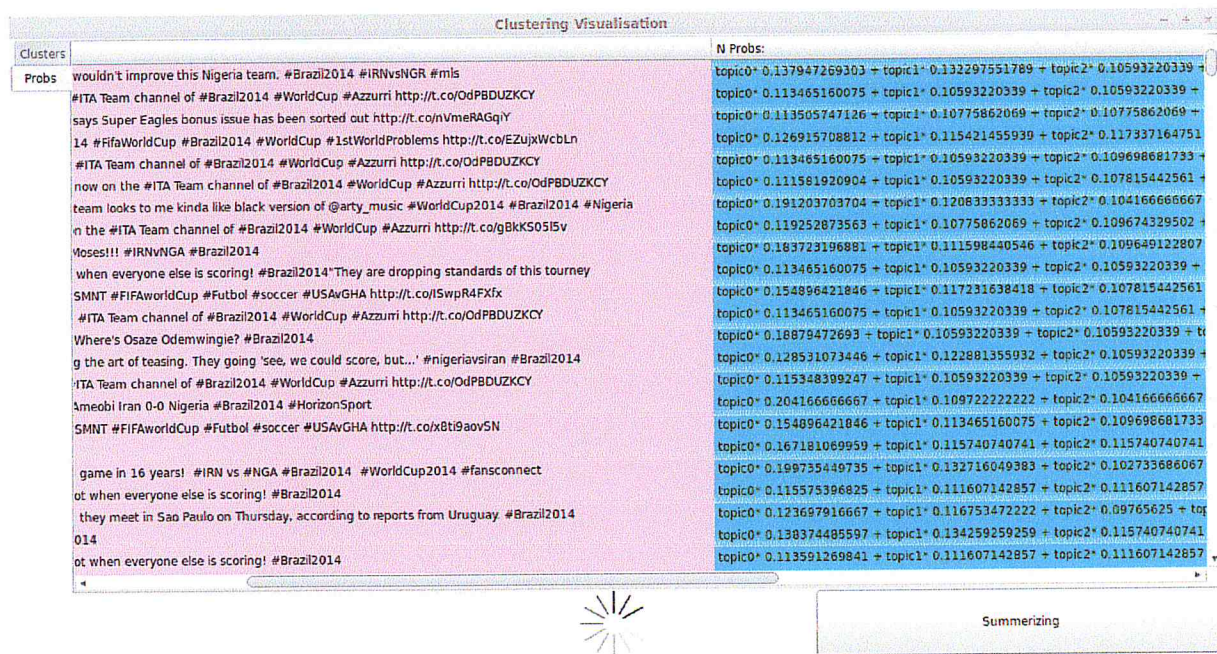 Clustering Visualisation
Clusters
Probs
N Probs:
wouldn't improve this Nigeria team. #Brazil2014 #IRNvsNGR #mls topic0* 0.137947269303 + topic1* 0.132297551789 + topic2* 0.10593220339 +
#ITA Team channel of #Brazil2014 #WorldCup #Azzurri http://t.co/OdPBDUZKCY topic0* 0.113465160075 + topic1* 0.10593220339 + topic2* 0.10593220339 +
says Super Eagles bonus issue has been sorted out http://t.co/nVmeRAGqiY topic0* 0.113505747126 + topic1* 0.10775862069 + topic2* 0.10775862069 +
14 #FifaWorldCup #Brazil2014 #WorldCup #1stWorldProblems http://t.co/EZujxWcbLn topic0* 0.126915708812 + topic1* 0.115421455939 + topic2* 0.117337164751
#ITA Team channel of #Brazil2014 #WorldCup #Azzurri http://t.co/OdPBDUZKCY topic0* 0.113465160075 + topic1* 0.10593220339 + topic2* 0.109698681733 +
now on the #ITA Team channel of #Brazil2014 #WorldCup #Azzurri http://t.co/OdPBDUZKCY topic0* 0.111581920904 + topic1* 0.10593220339 + topic2* 0.107815442561 +
team looks to me kinda like black version of @arty_music #WorldCup2014 #Brazil2014 #Nigeria topic0* 0.191203703704 + topic1* 0.120833333333 + topic2* 0.104166666667
n the #ITA Team channel of #Brazil2014 #WorldCup #Azzurri http://t.co/gBkKS05l5v topic0* 0.119252873563 + topic1* 0.10775862069 + topic2* 0.109674329502 +
Moses!!! #IRNvNGA #Brazil2014 topic0* 0.183723196881 + topic1* 0.111598440546 + topic2* 0.109649122807
when everyone else is scoring! #Brazil2014"They are dropping standards of this tourney topic0* 0.113465160075 + topic1* 0.10593220339 + topic2* 0.10593220339 +
SMNT #FIFAworldCup #Futbol #soccer #USAvGHA http://t.co/ISwpR4FXfx topic0* 0.154896421846 + topic1* 0.117231638418 + topic2* 0.107815442561
#ITA Team channel of #Brazil2014 #WorldCup #Azzurri http://t.co/OdPBDUZKCY topic0* 0.113465160075 + topic1* 0.10593220339 + topic2* 0.107815442561 +
Where's Osaze Odemwingie? #Brazil2014 topic0* 0.18879472693 + topic1* 0.10593220339 + topic2* 0.10593220339 + to
g the art of teasing. They going 'see, we could score, but...' #nigeriavsiran #Brazil2014 topic0* 0.128531073446 + topic1* 0.122881355932 + topic2* 0.10593220339 +
ITA Team channel of #Brazil2014 #WorldCup #Azzurri http://t.co/OdPBDUZKCY topic0* 0.115348399247 + topic1* 0.10593220339 + topic2* 0.10593220339 +
Ameobi Iran 0-0 Nigeria #Brazil2014 #HorizonSport topic0* 0.204166666667 + topic1* 0.109722222222 + topic2* 0.104166666667
SMNT #FIFAworldCup #Futbol #soccer #USAvGHA http://t.co/x8ti9aovSN topic0* 0.154896421846 + topic1* 0.113465160075 + topic2* 0.109698681733
topic0* 0.167181069959 + topic1* 0.115740740741 + topic2* 0.115740740741
game in 16 years! #IRN vs #NGA #Brazil2014 #WorldCup2014 #fansconnect topic0* 0.199735449735 + topic1* 0.132716049383 + topic2* 0.102733686067
ot when everyone else is scoring! #Brazil2014 topic0* 0.115575396825 + topic1* 0.111607142857 + topic2* 0.111607142857
they meet in Sao Paulo on Thursday, according to reports from Uruguay. #Brazil2014 topic0* 0.123697916667 + topic1* 0.116753472222 + topic2* 0.09765625 + top
014 topic0* 0.138374485597 + topic1* 0.134259259259 + topic2* 0.115740740741
ot when everyone else is scoring! #Brazil2014 topic0* 0.113591269841 + topic1* 0.111607142857 + topic2* 0.111607142857
Summerizing